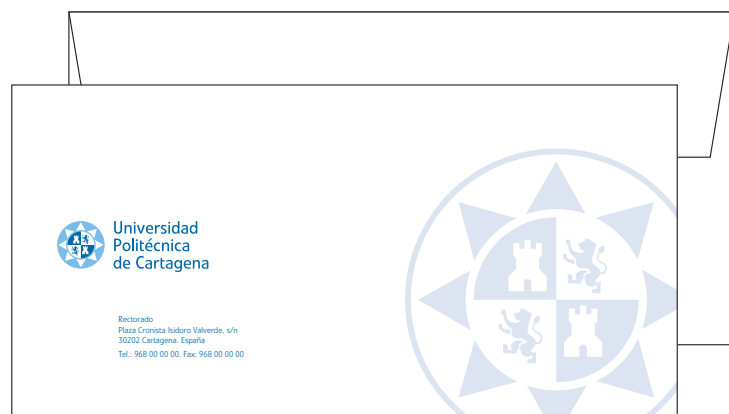 Universidad
Politécnica
de Cartagena
Rectorado
Plaza Cronista Isidoro Valverde, s/n
30202 Cartagena. España
Tel.: 968 00 00 00. Fax: 968 00 00 00